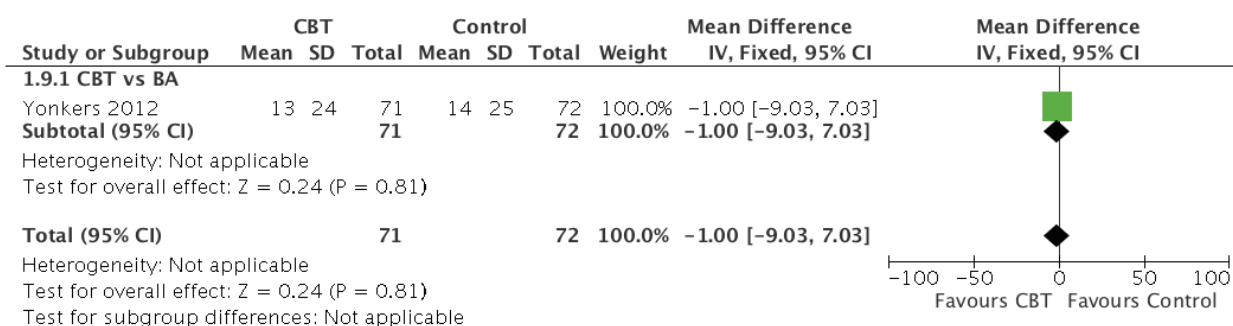 CBT Control Mean Difference Mean Difference
Study or Subgroup Mean SD Total Mean SD Total Weight IV, Fixed, 95% CI IV, Fixed, 95% CI
1.9.1 CBT vs BA
Yonkers 2012 13 24 71 14 25 72 100.0% −1.00 [−9.03, 7.03]
Subtotal (95% CI) 71 72 100.0% −1.00 [−9.03, 7.03]
Heterogeneity: Not applicable
Test for overall effect: Z = 0.24 (P = 0.81)
Total (95% CI) 71 72 100.0% −1.00 [−9.03, 7.03]
Heterogeneity: Not applicable
Test for overall effect: Z = 0.24 (P = 0.81)
Test for subgroup differences: Not applicable
−100 −50 0 50 100
Favours CBT Favours Control